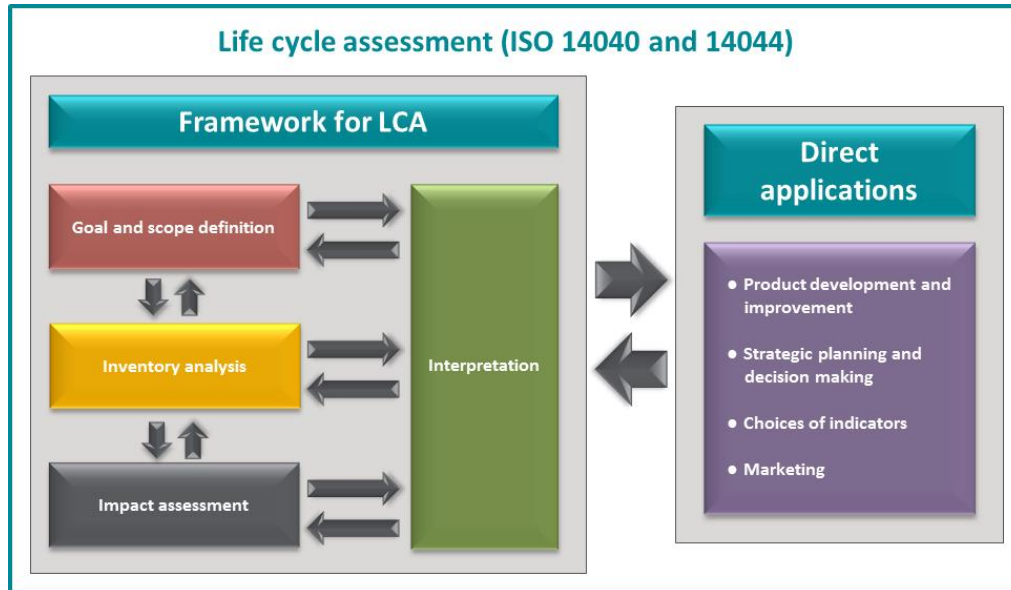 Life cycle assessment (ISO 14040 and 14044)
Framework for LCA
Goal and scope definition
Inventory analysis
Impact assessment
Interpretation
Direct
applications
● Product development and
improvement
● Strategic planning and
decision making
● Choices of indicators
● Marketing